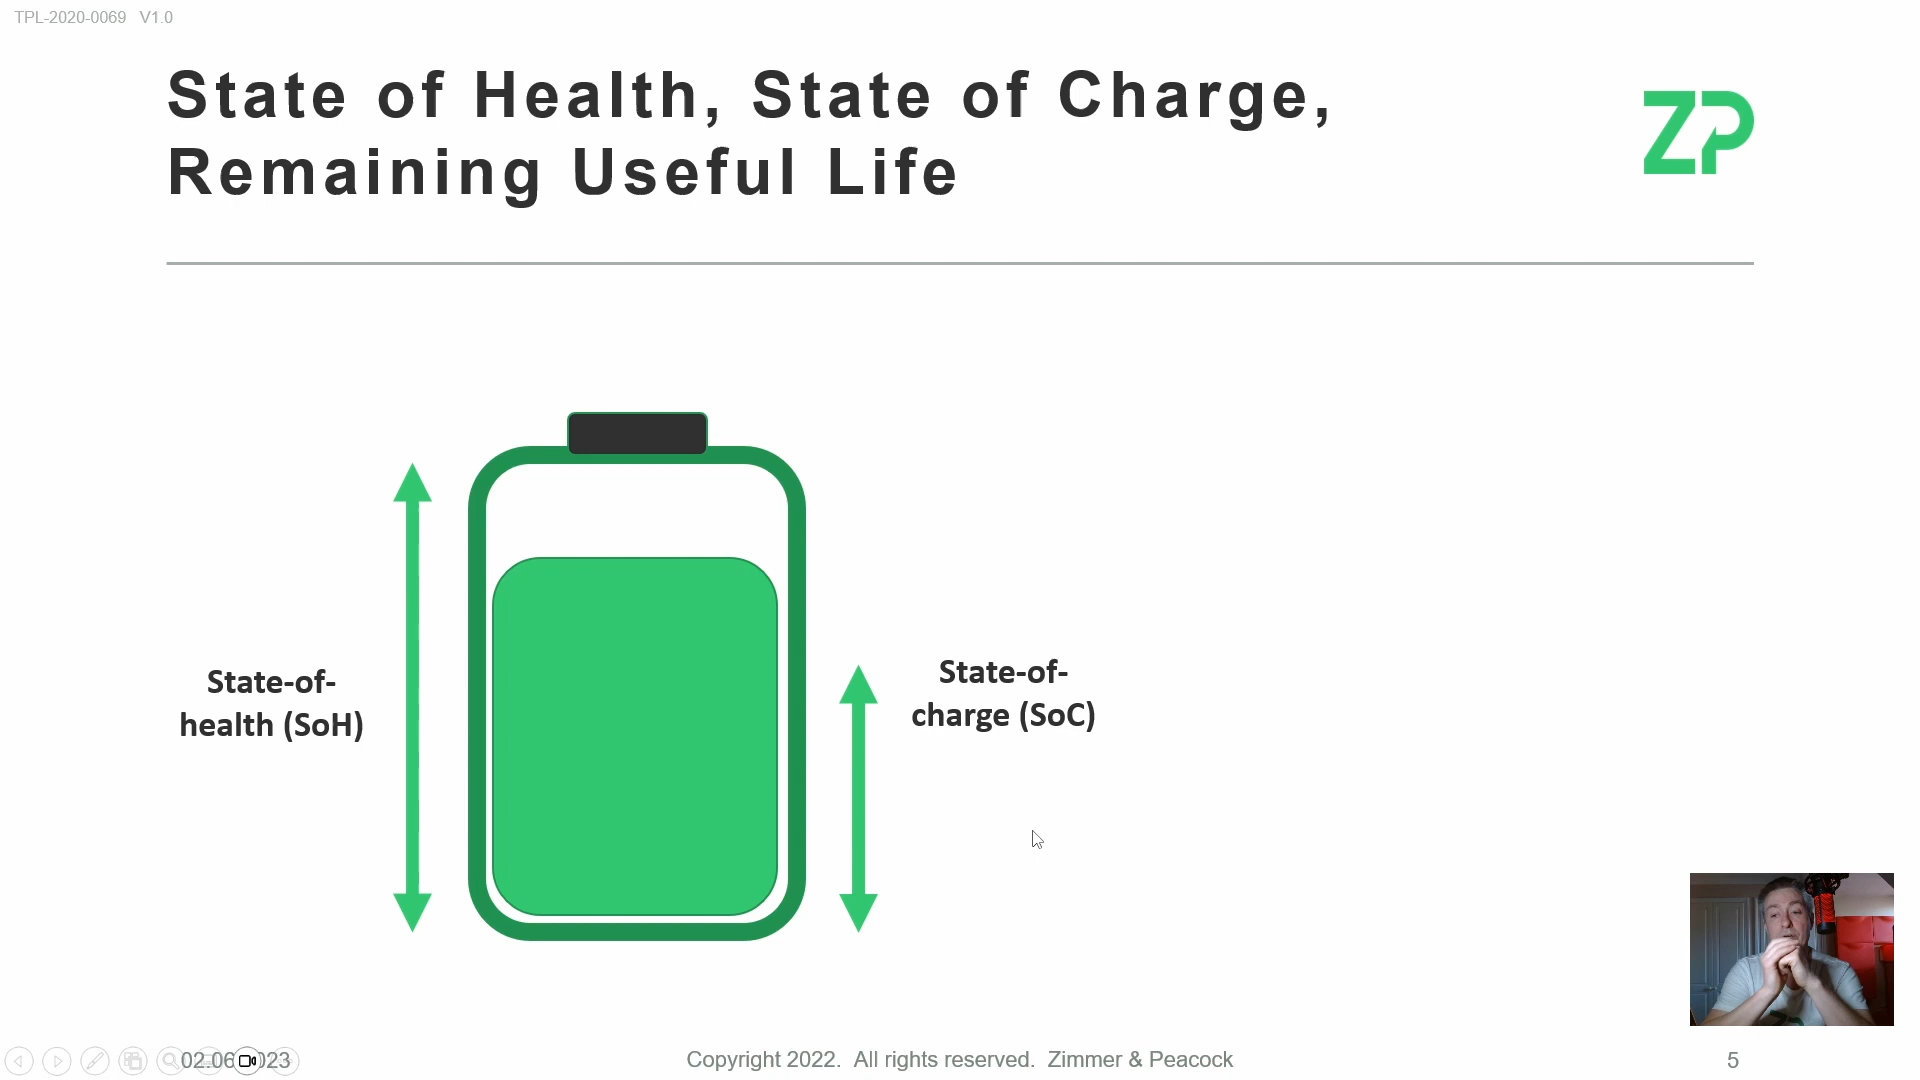 TPL-2020-0069 V1.0
State of Health, State of Charge,
Remaining Useful Life
ZP
State-of-
health (SoH)
State-of-
charge (SoC)
Copyright 2022. All rights reserved. Zimmer & Peacock
5